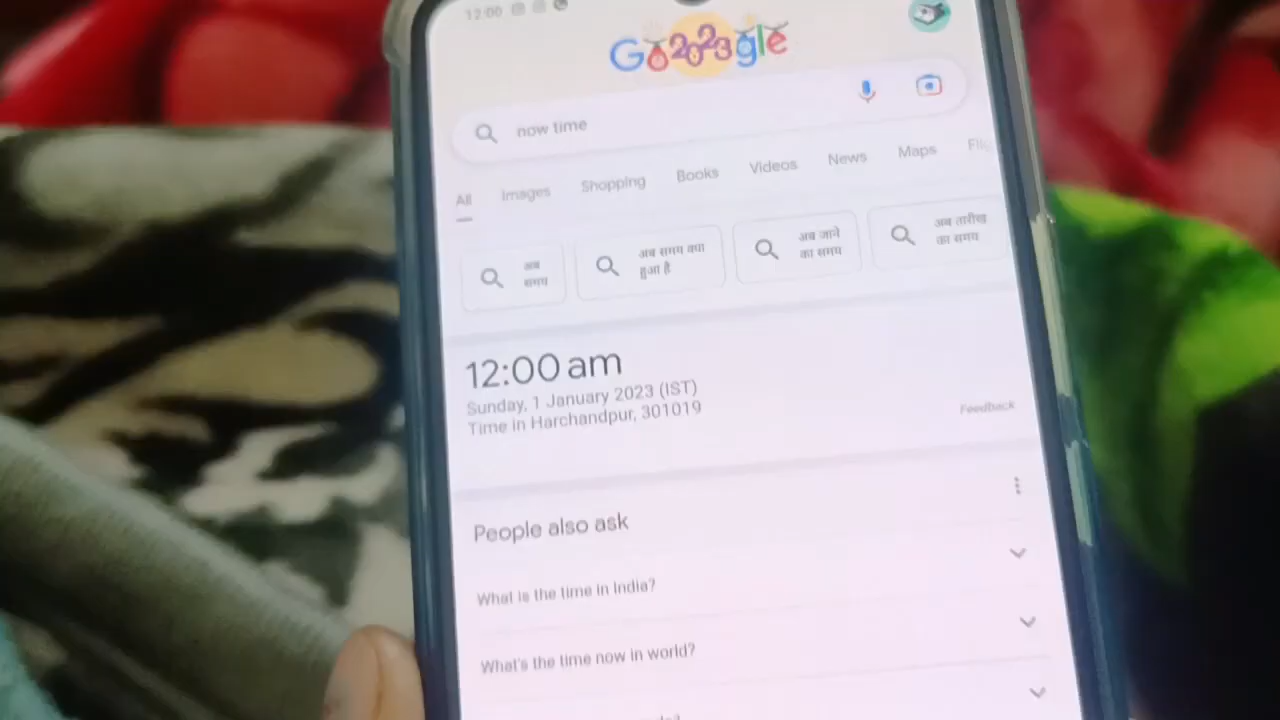 12:00
Go2023gle
now time
All Images Shopping Books Videos News Maps
अब
समय
अब समय क्या
हुआ है
अब जाने
का समय
अब तारीख
का समय
12:00 am
Sunday, 1 January 2023 (IST)
Time in Harchandpur, 301019
Feedback
People also ask
What is the time in India?
What's the time now in world?